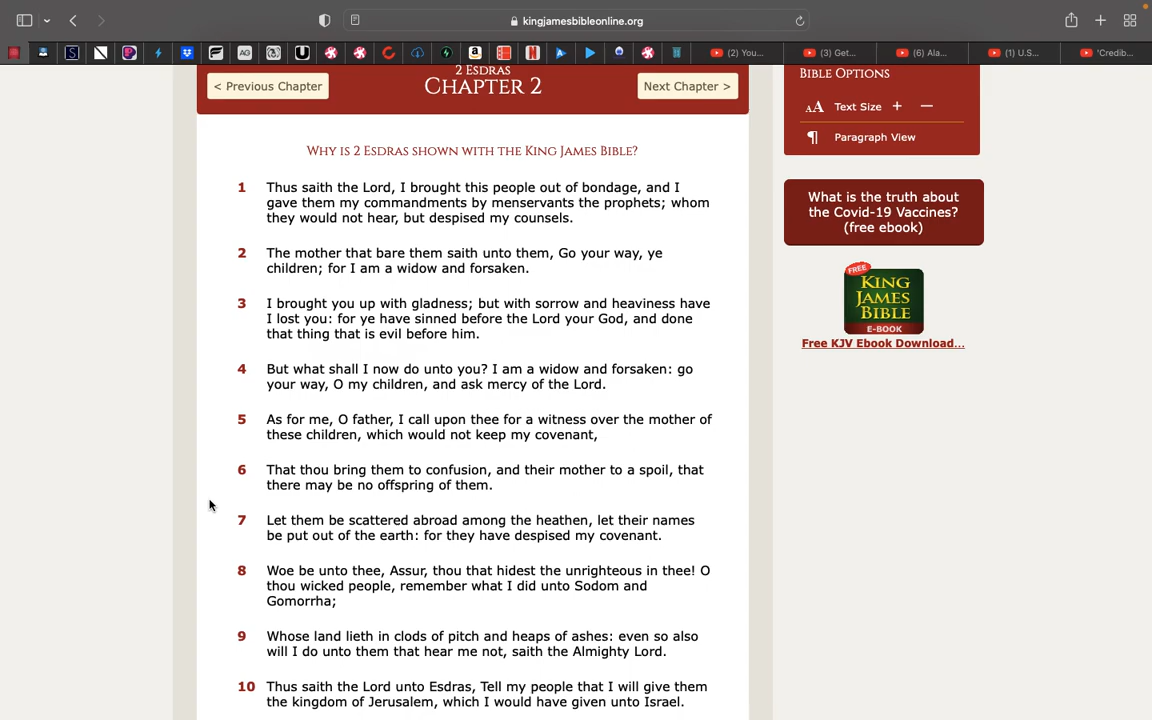 kingjamesbibleonline.org
AG
U
a
N
(2) You...
(3) Get...
(6) Ala...
(1) U.S...
'Credib...
2 Esdras
< Previous Chapter
Chapter 2
Next Chapter >
Why is 2 Esdras shown with the King James Bible?
1 Thus saith the Lord, I brought this people out of bondage, and I
gave them my commandments by menservants the prophets; whom
they would not hear, but despised my counsels.
2 The mother that bare them saith unto them, Go your way, ye
children; for I am a widow and forsaken.
3 I brought you up with gladness; but with sorrow and heaviness have
I lost you: for ye have sinned before the Lord your God, and done
that thing that is evil before him.
4 But what shall I now do unto you? I am a widow and forsaken: go
your way, O my children, and ask mercy of the Lord.
5 As for me, O father, I call upon thee for a witness over the mother of
these children, which would not keep my covenant,
6 That thou bring them to confusion, and their mother to a spoil, that
there may be no offspring of them.
7 Let them be scattered abroad among the heathen, let their names
be put out of the earth: for they have despised my covenant.
8 Woe be unto thee, Assur, thou that hidest the unrighteous in thee! O
thou wicked people, remember what I did unto Sodom and
Gomorrha;
9 Whose land lieth in clods of pitch and heaps of ashes: even so also
will I do unto them that hear me not, saith the Almighty Lord.
10 Thus saith the Lord unto Esdras, Tell my people that I will give them
the kingdom of Jerusalem, which I would have given unto Israel.
Bible Options
AA Text Size + —
¶ Paragraph View
What is the truth about
the Covid-19 Vaccines?
(free ebook)
FREE
King
James
Bible
E-BOOK
Free KJV Ebook Download...